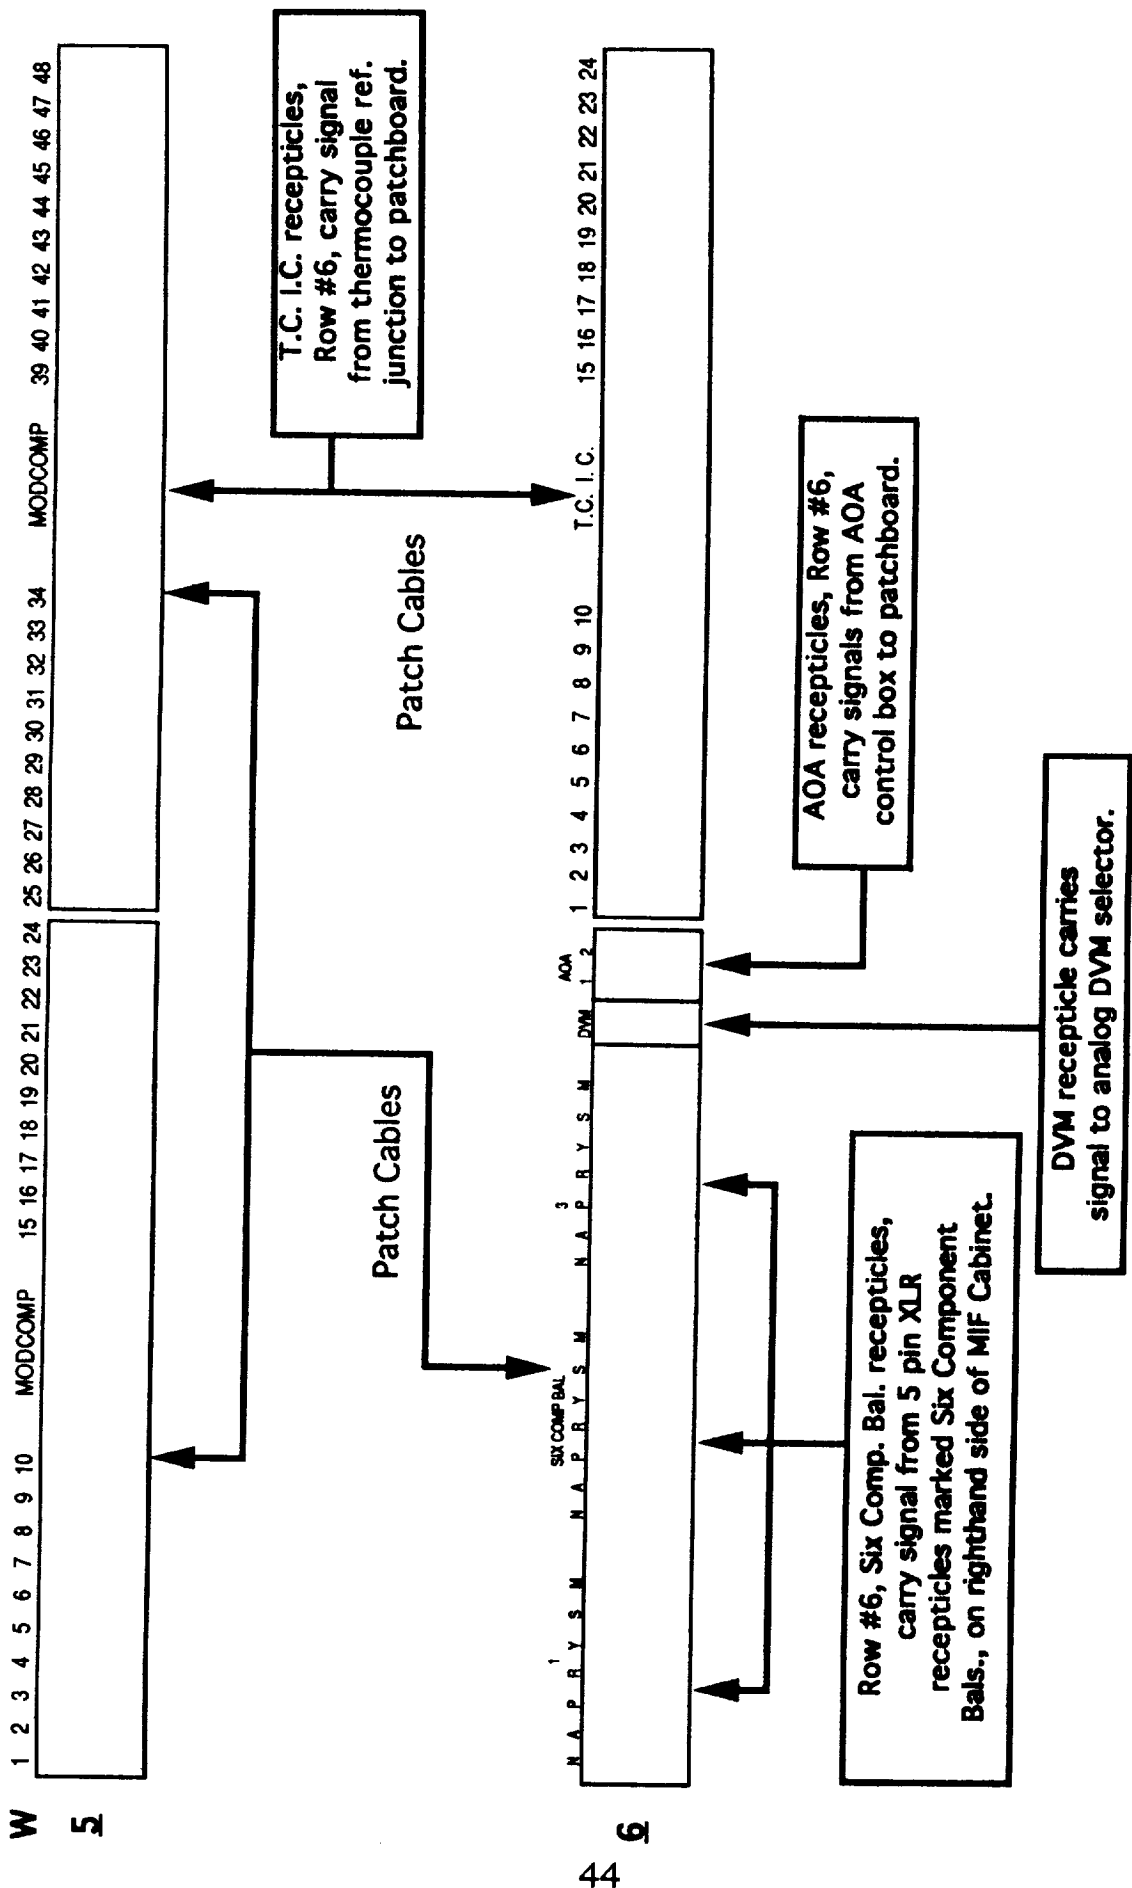 W
1 2 3 4 5 6 7 8 9 10 MODCOMP 15 16 17 18 19 20 21 22 23 24 25 26 27 28 29 30 31 32 33 34 MODCOMP 39 40 41 42 43 44 45 46 47 48
5
T.C. I.C. recepticles,
Row #6, carry signal
from thermocouple ref.
junction to patchboard.
Patch Cables
Patch Cables
SIX COMP BAL
1
3
AOA
N A P R Y S M N A P R Y S M N A P R Y S M DVM 1 2 1 2 3 4 5 6 7 8 9 10 T.C. I.C. 15 16 17 18 19 20 21 22 23 24
6
AOA recepticles, Row #6,
carry signals from AOA
control box to patchboard.
Row #6, Six Comp. Bal. recepticles,
carry signal from 5 pin XLR
recepticles marked Six Component
Bals., on righthand side of MIF Cabinet.
DVM recepticle carries
signal to analog DVM selector.
44